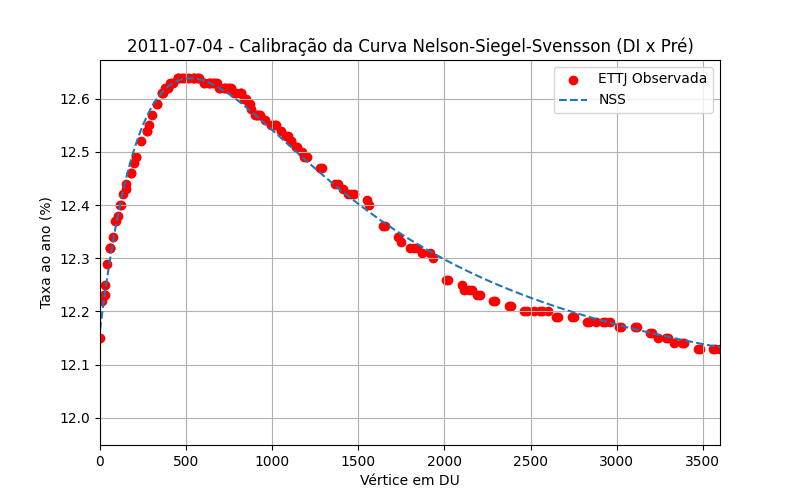 2011-07-04 - Calibração da Curva Nelson-Siegel-Svensson (DI x Pré)
ETTJ Observada
NSS
Taxa ao ano (%)
12.6
12.5
12.4
12.3
12.2
12.1
12.0
0 500 1000 1500 2000 2500 3000 3500
Vértice em DU